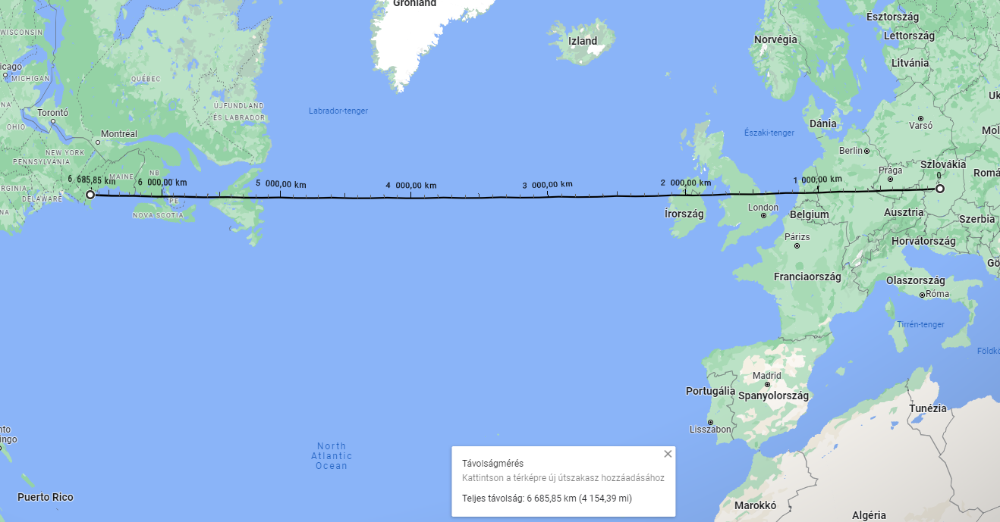 Grönland
Észtország
WISCONSIN
Izland
Norvégia
Lettország
Litvánia
icago
MICHIGAN
QUÉBEC
Uk
ÚJFUNDLAND
ÉS LABRADOR
Labrador-tenger
NA
Torontó
OHIO
Dánia
Varsó
Mol
Montréal
Északi-tenger
NEW YORK
PENNSYLVANIA
Berlin
Szlovákia
Prága
Romá
NB
MAINE
6 685,85 km
6 000,00 km
5 000,00 km
4 000,00 km
3 000,00 km
2 000,00 km
1 000,00 km
0
RGINIA
DELAWARE
PE
NA
NOVA SCOTIA
Írország
London
Belgium
Ausztria
Szerbia
Párizs
Horvátország
Gö
Franciaország
Olaszország
Róma
Tirrén-tenger
Földkö
Madrid
Portugália
Spanyolország
Tunézia
Lisszabon
nto
ingo
North
Atlantic
Ocean
Távolságmérés
Kattintson a térképre új útszakasz hozzáadásához
Teljes távolság: 6 685,85 km (4 154,39 mi)
Puerto Rico
Marokkó
Algéria